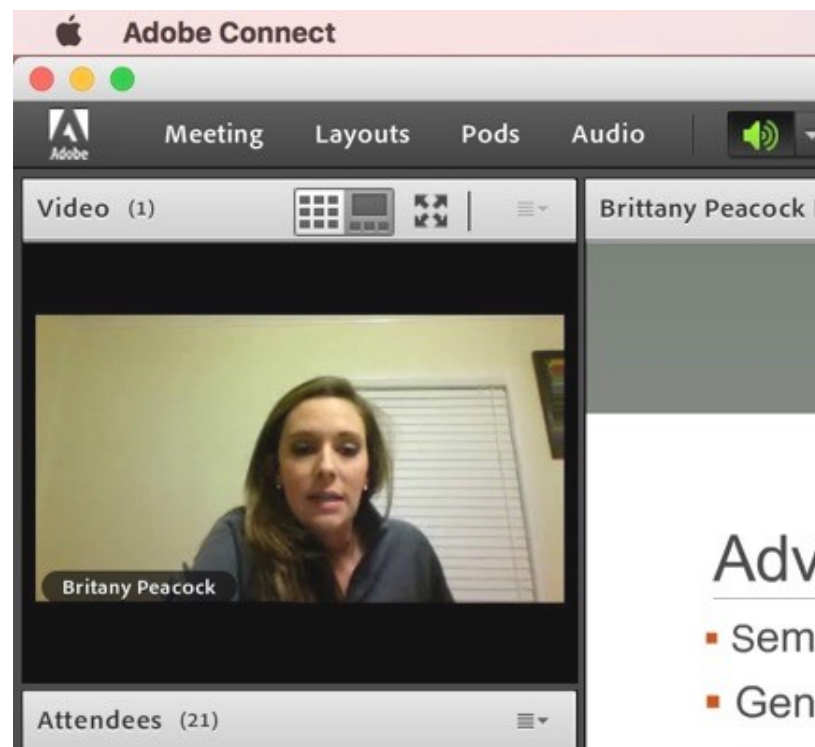 Adobe Connect
Adobe
Meeting Layouts Pods Audio
Video (1)
Brittany Peacock
Britany Peacock
Adv
Sem
Gen
Attendees (21)